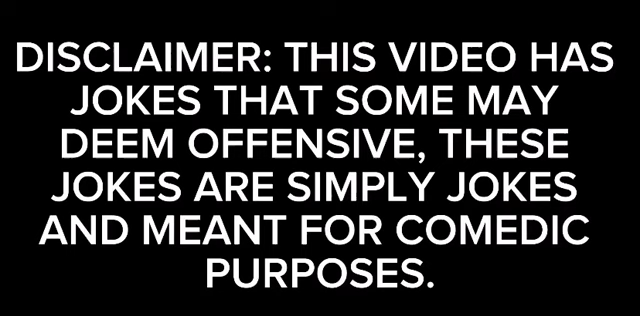 DISCLAIMER: THIS VIDEO HAS
JOKES THAT SOME MAY
DEEM OFFENSIVE, THESE
JOKES ARE SIMPLY JOKES
AND MEANT FOR COMEDIC
PURPOSES.